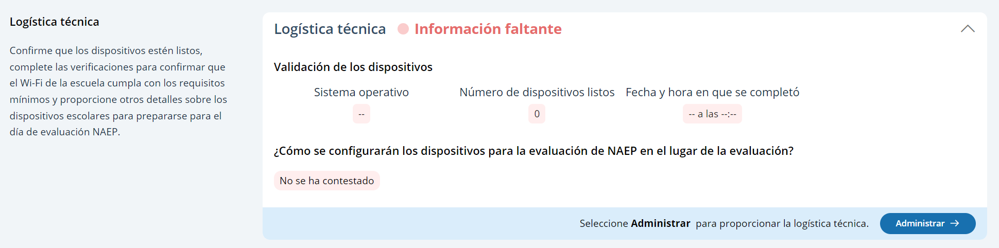 Logística técnica
Confirme que los dispositivos estén listos,
complete las verificaciones para confirmar que
el Wi-Fi de la escuela cumpla con los requisitos
mínimos y proporcione otros detalles sobre los
dispositivos escolares para prepararse para el
día de evaluación NAEP.
Logística técnica Información faltante
Validación de los dispositivos
Sistema operativo Número de dispositivos listos Fecha y hora en que se completó
-- 0 -- a las --:--
¿Cómo se configurarán los dispositivos para la evaluación de NAEP en el lugar de la evaluación?
No se ha contestado
Seleccione Administrar para proporcionar la logística técnica. Administrar →